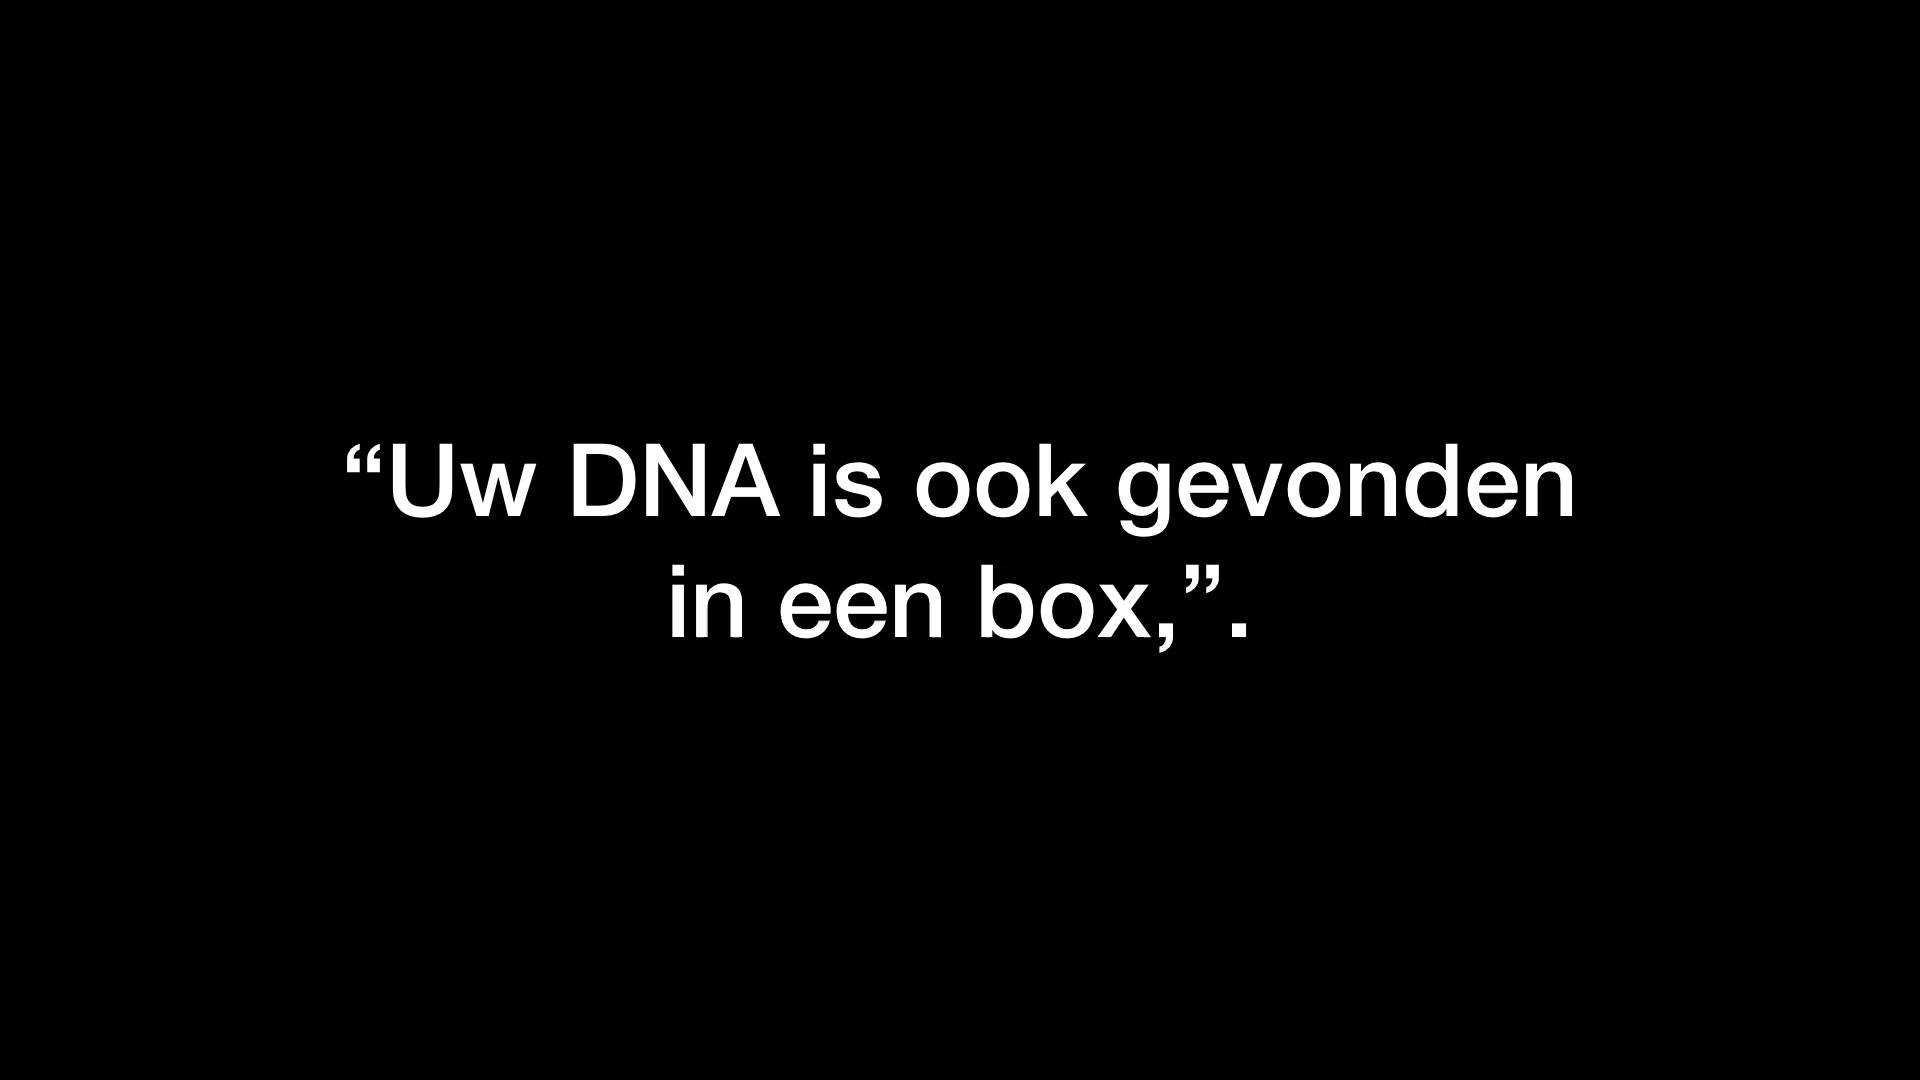 “Uw DNA is ook gevonden
in een box,”.